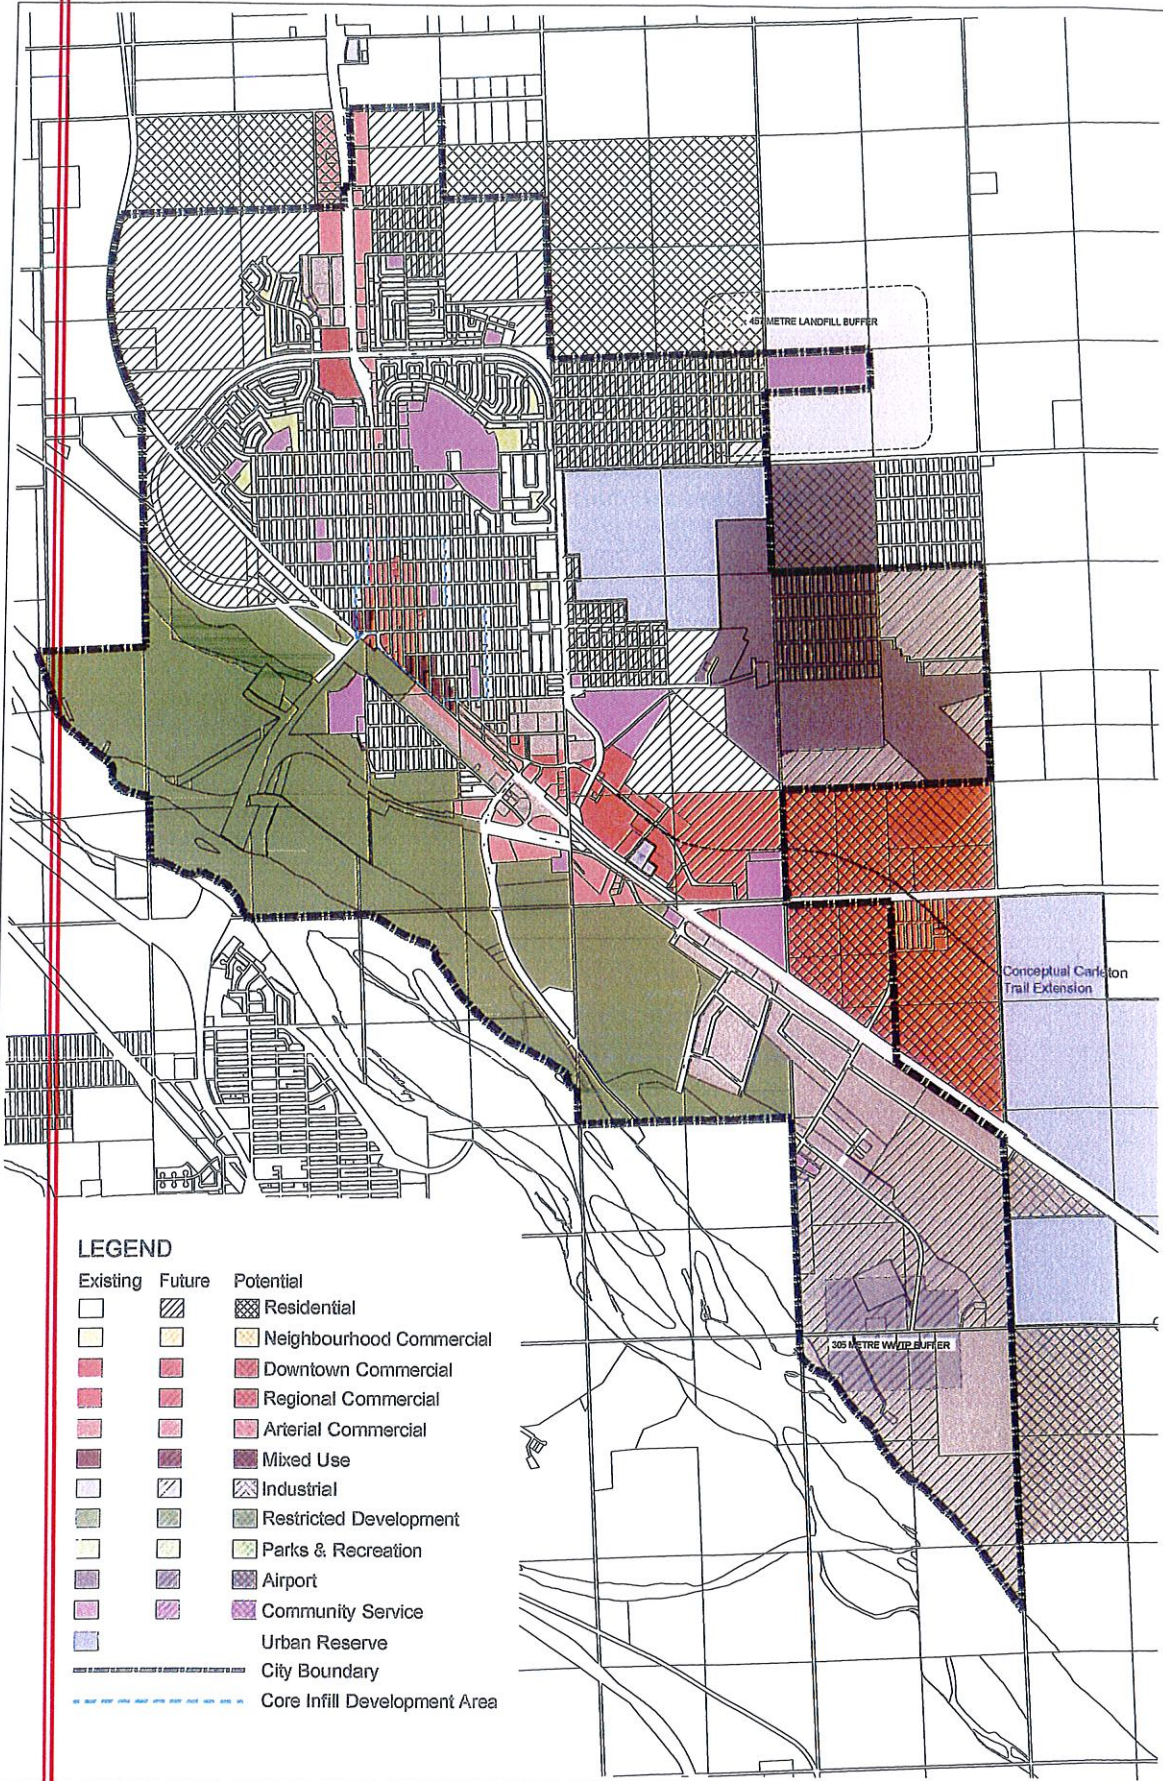 457 METRE LANDFILL BUFFER
Conceptual Carleton
Trail Extension
305 METRE WWTP BUFFER
LEGEND
Existing Future Potential
Residential
Neighbourhood Commercial
Downtown Commercial
Regional Commercial
Arterial Commercial
Mixed Use
Industrial
Restricted Development
Parks & Recreation
Airport
Community Service
Urban Reserve
City Boundary
Core Infill Development Area